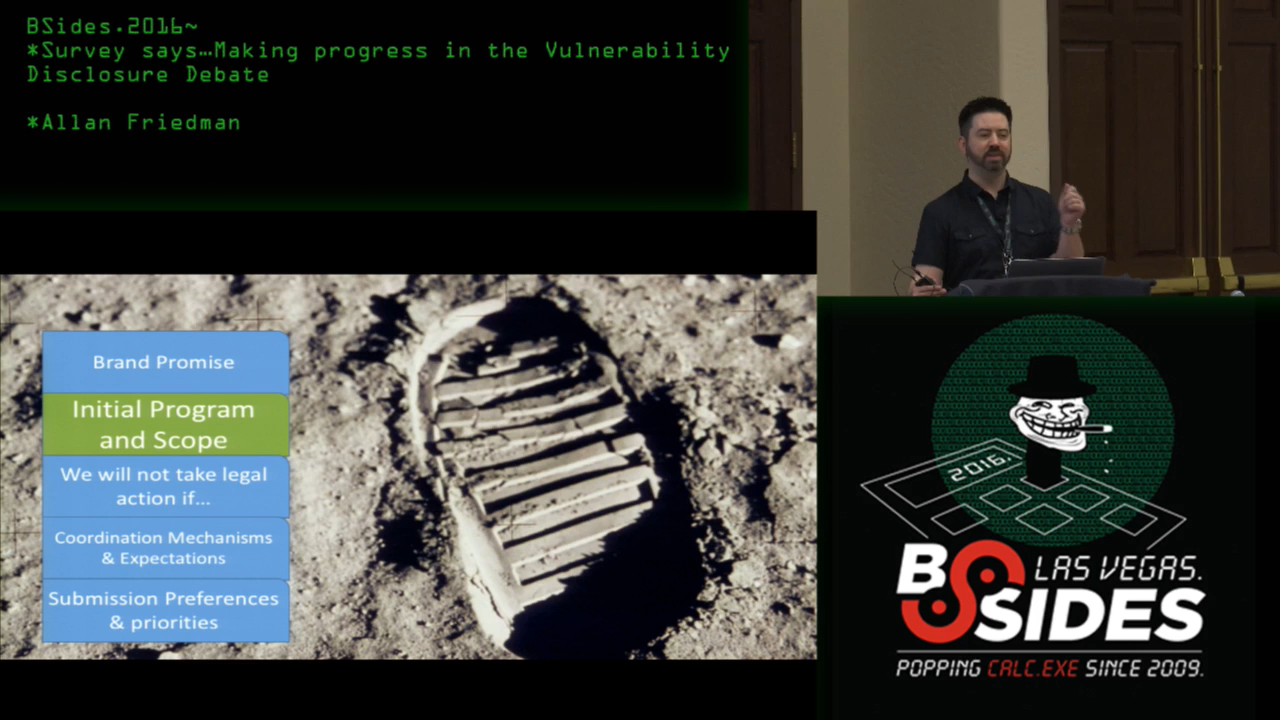 BSides.2016~
*Survey says…Making progress in the Vulnerability
Disclosure Debate
*Allan Friedman
Brand Promise
Initial Program
and Scope
We will not take legal
action if...
Coordination Mechanisms
& Expectations
Submission Preferences
& priorities
2016.
BSIDES
LAS VEGAS.
POPPING CALC.EXE SINCE 2009.